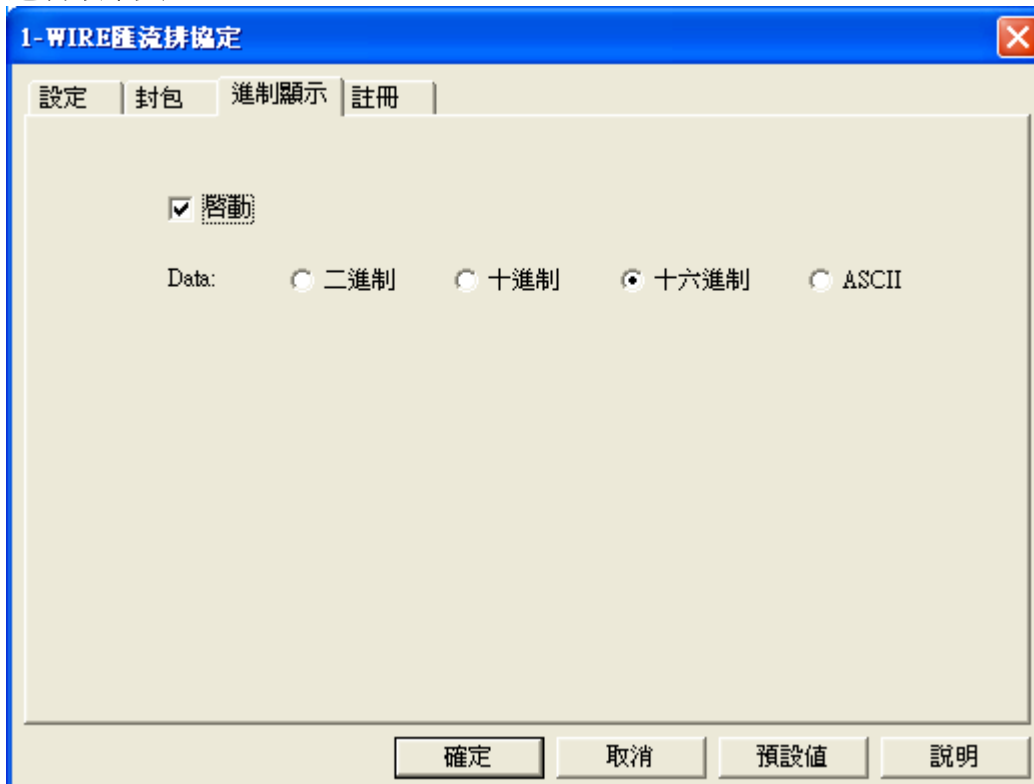 1-WIRE匯流排協定
設定 封包 進制顯示 註冊
啓動
Data: 二進制 十進制 十六進制 ASCII
確定 取消 預設值 說明